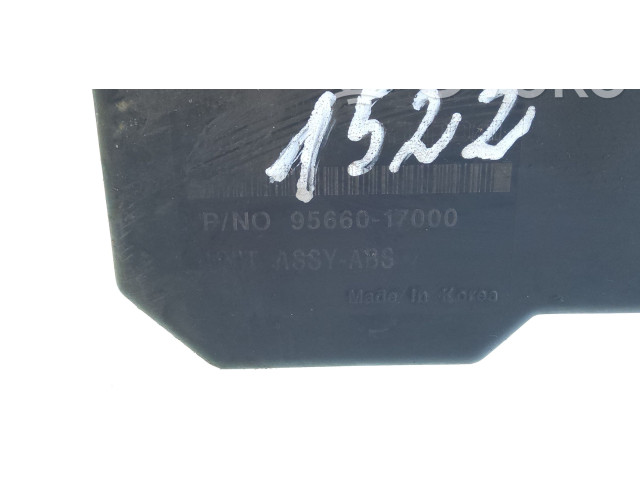 1522
P/NO 95660-17000
ASSY-ABS
Made in Korea